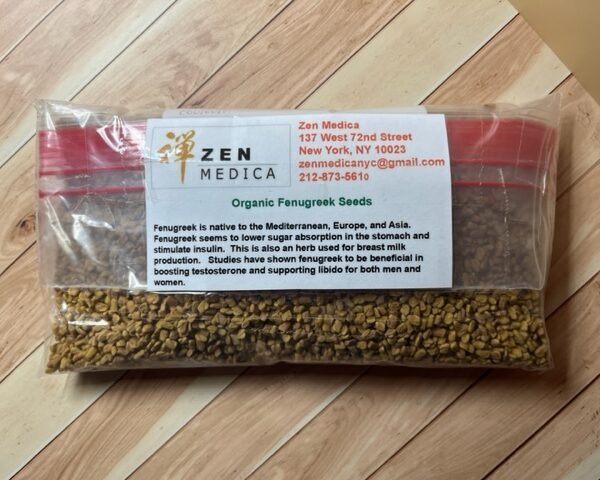 禅 ZEN
MEDICA
Zen Medica
137 West 72nd Street
New York, NY 10023
zenmedicanyc@gmail.com
212-873-5610
Organic Fenugreek Seeds
Fenugreek is native to the Mediterranean, Europe, and Asia.
Fenugreek seems to lower sugar absorption in the stomach and
stimulate insulin.  This is also an herb used for breast milk
production.   Studies have shown fenugreek to be beneficial in
boosting testosterone and supporting libido for both men and
women.